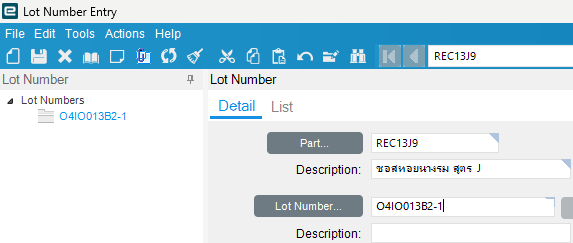 Lot Number Entry
File Edit Tools Actions Help
REC13J9
Lot Number
Lot Numbers
O4IO013B2-1
Lot Number
Detail List
Part... REC13J9
Description: ซอสหอยนางรม สูตร J
Lot Number... O4IO013B2-1
Description: